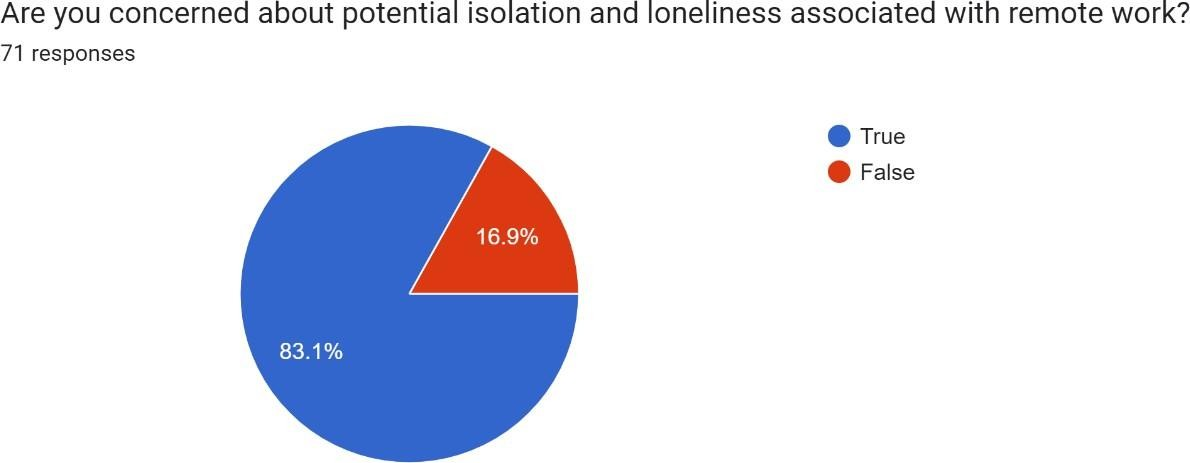 Are you concerned about potential isolation and loneliness associated with remote work?
71 responses
True
False
16.9%
83.1%